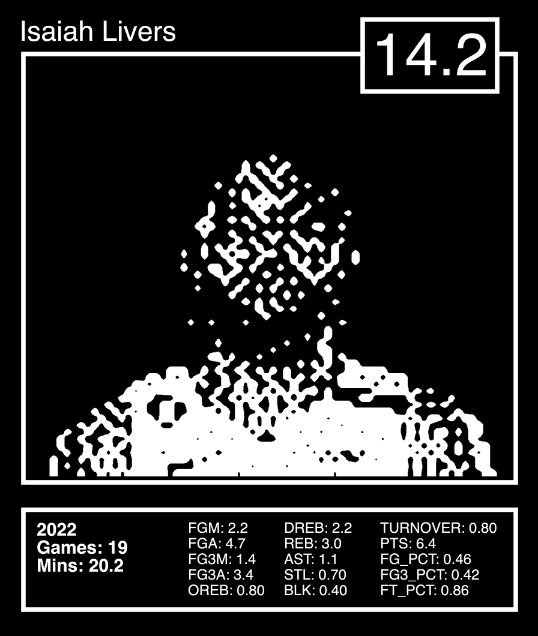 Isaiah Livers
14.2
2022
Games: 19
Mins: 20.2
FGM: 2.2
FGA: 4.7
FG3M: 1.4
FG3A: 3.4
OREB: 0.80
DREB: 2.2
REB: 3.0
AST: 1.1
STL: 0.70
BLK: 0.40
TURNOVER: 0.80
PTS: 6.4
FG_PCT: 0.46
FG3_PCT: 0.42
FT_PCT: 0.86